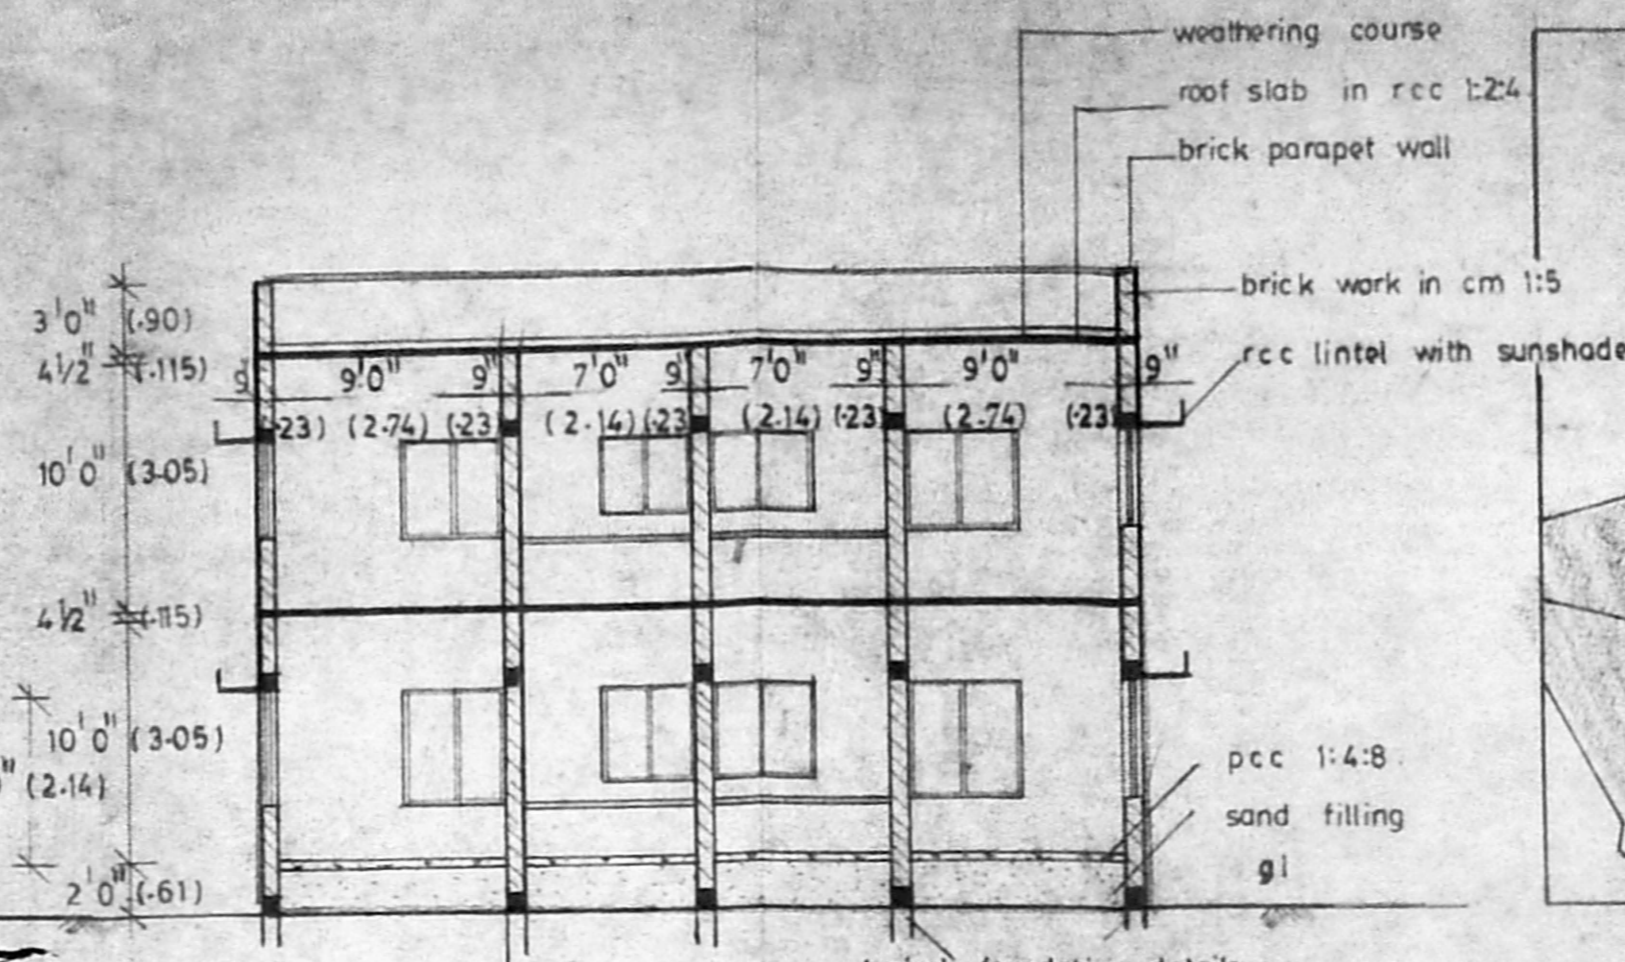 weathering course
roof slab in rcc 1:2:4
brick parapet wall
brick work in cm 1:5
3'0" (.90)
rcc lintel with sunshade
4½" (.115)
9" 9'0" 9" 7'0" 9" 7'0" 9" 9'0" 9"
(.23) (2.74) (.23) (2.14) (.23) (2.14) (.23) (2.74) (.23)
10'0" (3.05)
4½" (.115)
10'0" (3.05)
pcc 1:4:8
" (2.14)
sand filling
gl
2'0" (.61)